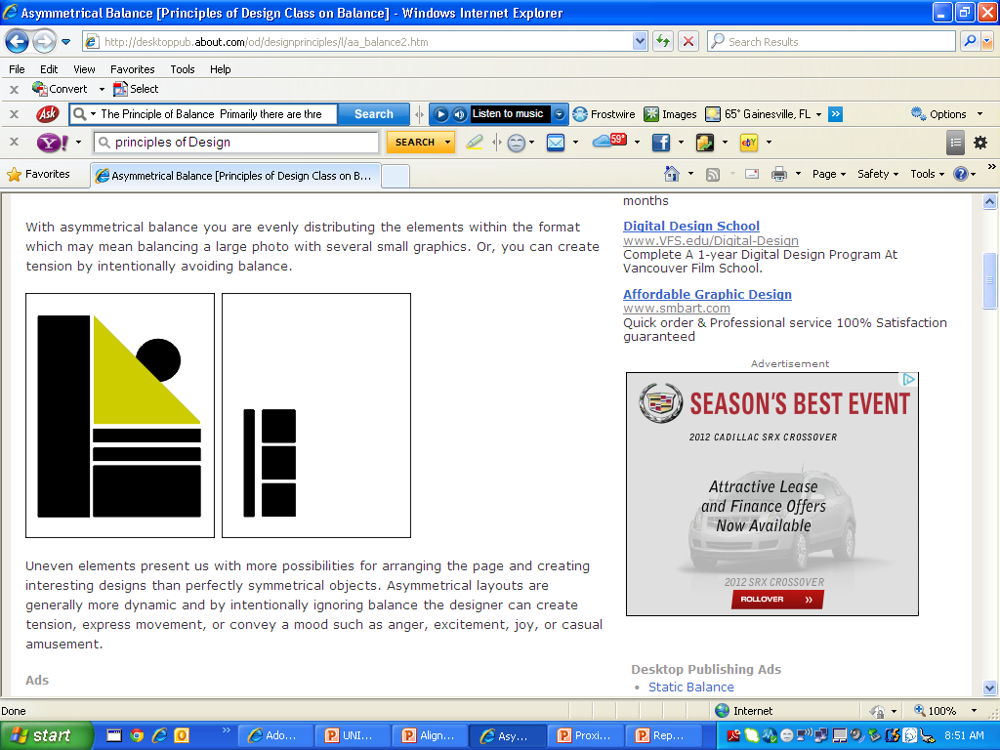 Asymmetrical Balance [Principles of Design Class on Balance] - Windows Internet Explorer
http://desktoppub.about.com/od/designprinciples/l/aa_balance2.htm
Search Results
File Edit View Favorites Tools Help
x Convert Select
x Ask The Principle of Balance Primarily there are thre Search Listen to music Frostwire Images 65° Gainesville, FL Options
x Y! principles of Design SEARCH 59° eBY
Favorites Asymmetrical Balance [Principles of Design Class on B... Page Safety Tools
With asymmetrical balance you are evenly distributing the elements within the format
which may mean balancing a large photo with several small graphics. Or, you can create
tension by intentionally avoiding balance.
Uneven elements present us with more possibilities for arranging the page and creating
interesting designs than perfectly symmetrical objects. Asymmetrical layouts are
generally more dynamic and by intentionally ignoring balance the designer can create
tension, express movement, or convey a mood such as anger, excitement, joy, or casual
amusement.
Ads
months
Digital Design School
www.VFS.edu/Digital-Design
Complete A 1-year Digital Design Program At
Vancouver Film School.
Affordable Graphic Design
www.smbart.com
Quick order & Professional service 100% Satisfaction
guaranteed
Advertisement
SEASON'S BEST EVENT
2012 CADILLAC SRX CROSSOVER
Attractive Lease
and Finance Offers
Now Available
2012 SRX CROSSOVER
ROLLOVER »
Desktop Publishing Ads
• Static Balance
Done Internet 100%
start Ado... UNI... Align... Asy... Proxi... Rep... 8:51 AM